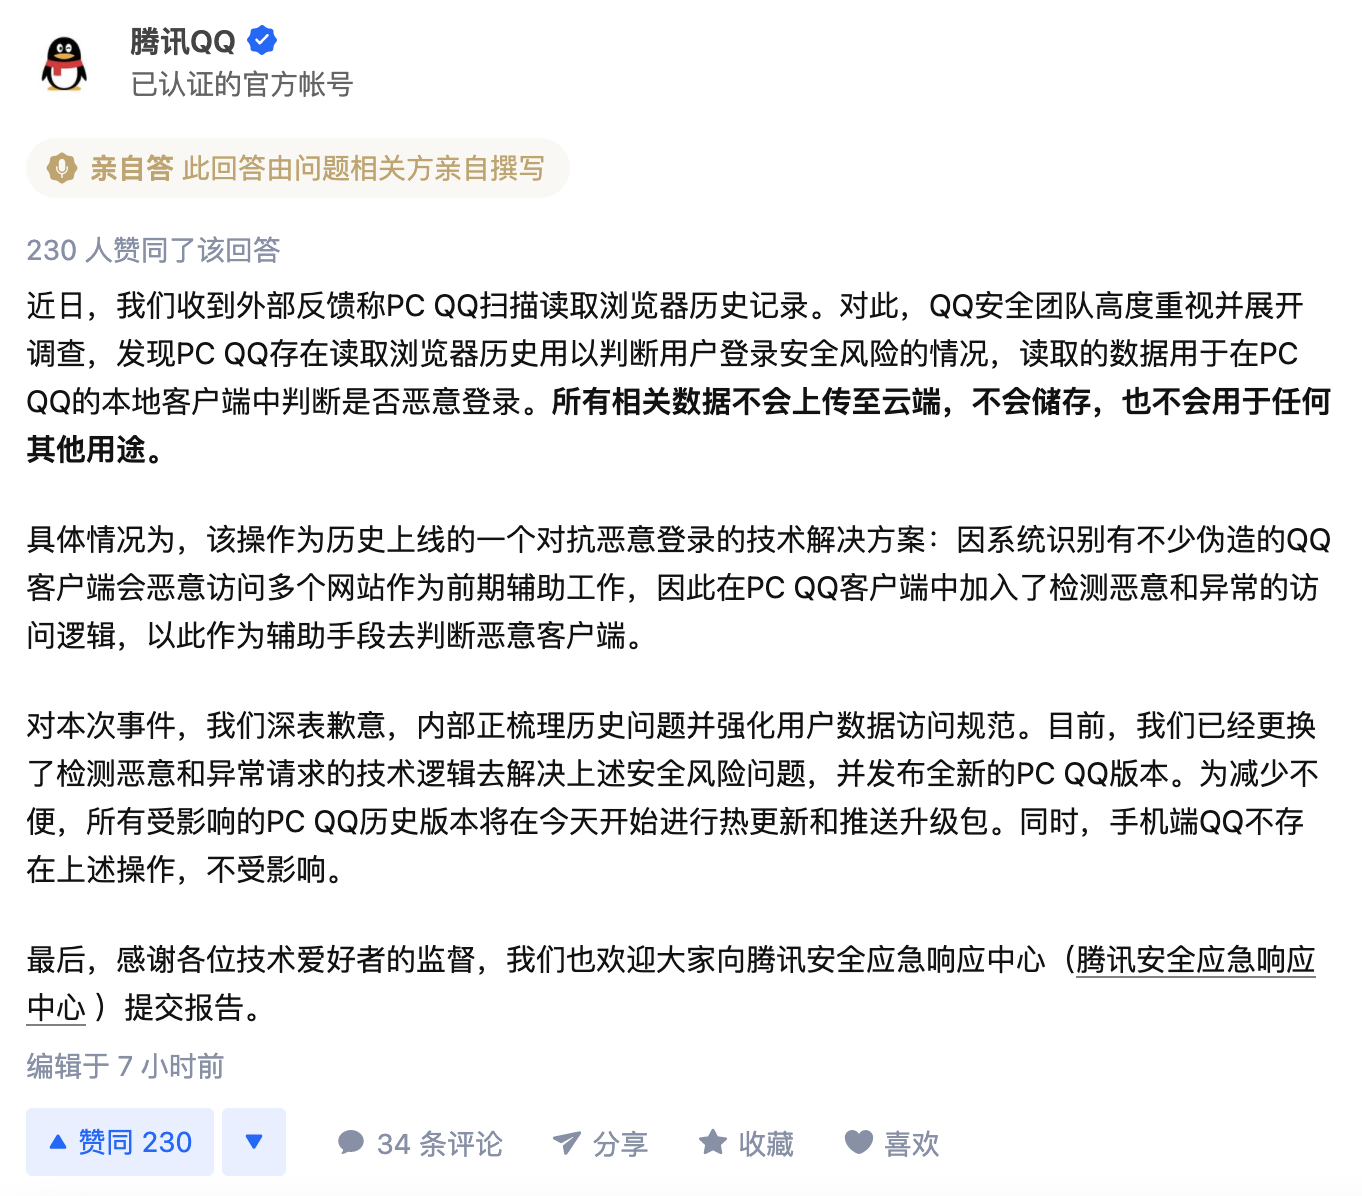 腾讯QQ
已认证的官方帐号
亲自答 此回答由问题相关方亲自撰写
230 人赞同了该回答
近日，我们收到外部反馈称PC QQ扫描读取浏览器历史记录。对此，QQ安全团队高度重视并展开
调查，发现PC QQ存在读取浏览器历史用以判断用户登录安全风险的情况，读取的数据用于在PC
QQ的本地客户端中判断是否恶意登录。所有相关数据不会上传至云端，不会储存，也不会用于任何
其他用途。
具体情况为，该操作为历史上线的一个对抗恶意登录的技术解决方案：因系统识别有不少伪造的QQ
客户端会恶意访问多个网站作为前期辅助工作，因此在PC QQ客户端中加入了检测恶意和异常的访
问逻辑，以此作为辅助手段去判断恶意客户端。
对本次事件，我们深表歉意，内部正梳理历史问题并强化用户数据访问规范。目前，我们已经更换
了检测恶意和异常请求的技术逻辑去解决上述安全风险问题，并发布全新的PC QQ版本。为减少不
便，所有受影响的PC QQ历史版本将在今天开始进行热更新和推送升级包。同时，手机端QQ不存
在上述操作，不受影响。
最后，感谢各位技术爱好者的监督，我们也欢迎大家向腾讯安全应急响应中心（腾讯安全应急响应
中心 ）提交报告。
编辑于 7 小时前
赞同 230 34 条评论 分享 收藏 喜欢